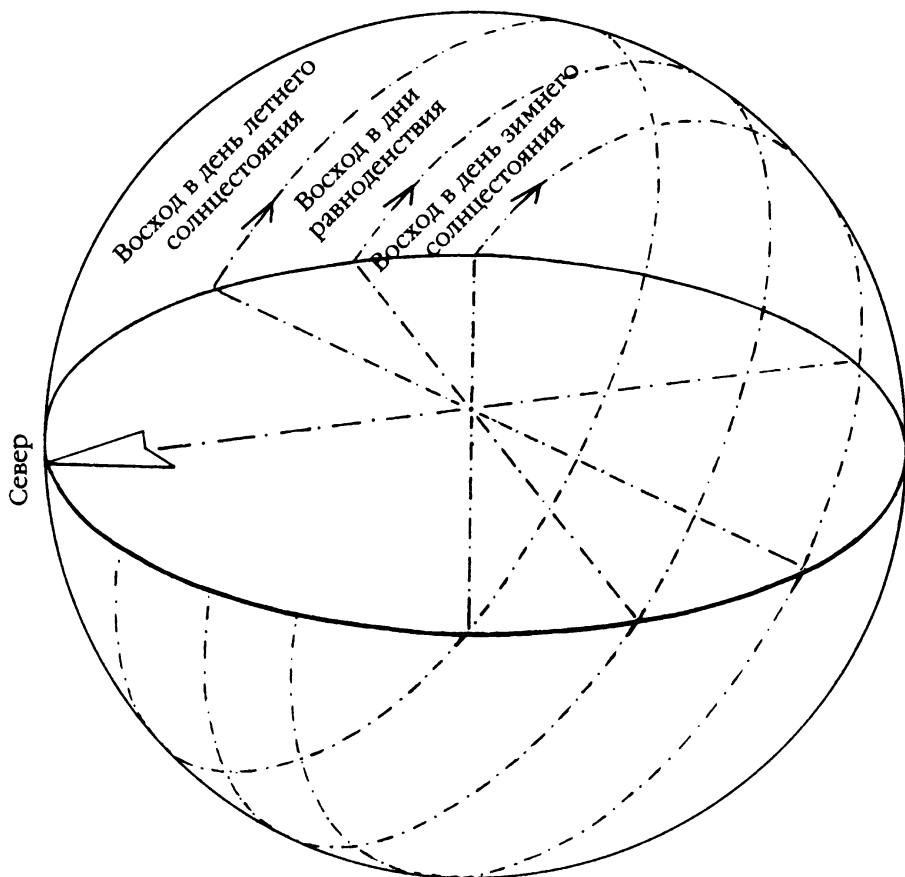 Восход в день летнего
солнцестояния
Восход в дни
равноденствия
Восход в день зимнего
солнцестояния
Север